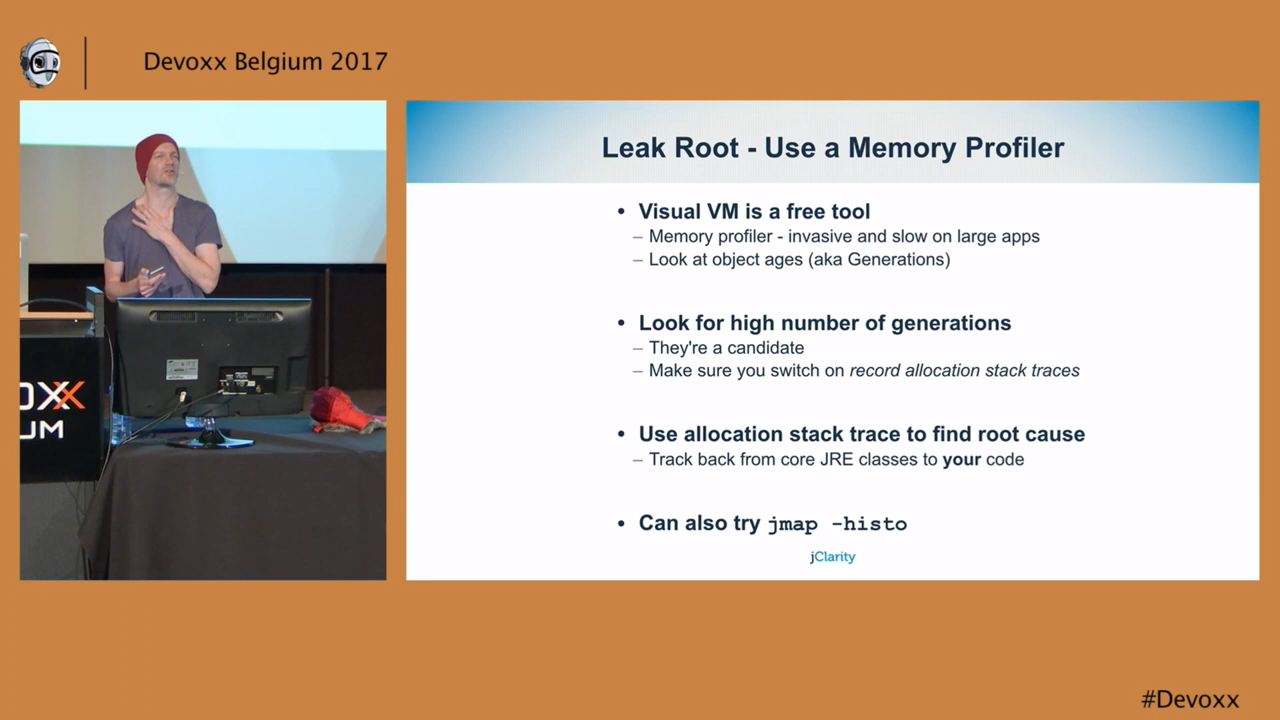 Devoxx Belgium 2017
Leak Root - Use a Memory Profiler
• Visual VM is a free tool
– Memory profiler - invasive and slow on large apps
– Look at object ages (aka Generations)
• Look for high number of generations
– They're a candidate
– Make sure you switch on record allocation stack traces
• Use allocation stack trace to find root cause
– Track back from core JRE classes to your code
• Can also try jmap -histo
jClarity
OXX
UM
#Devoxx